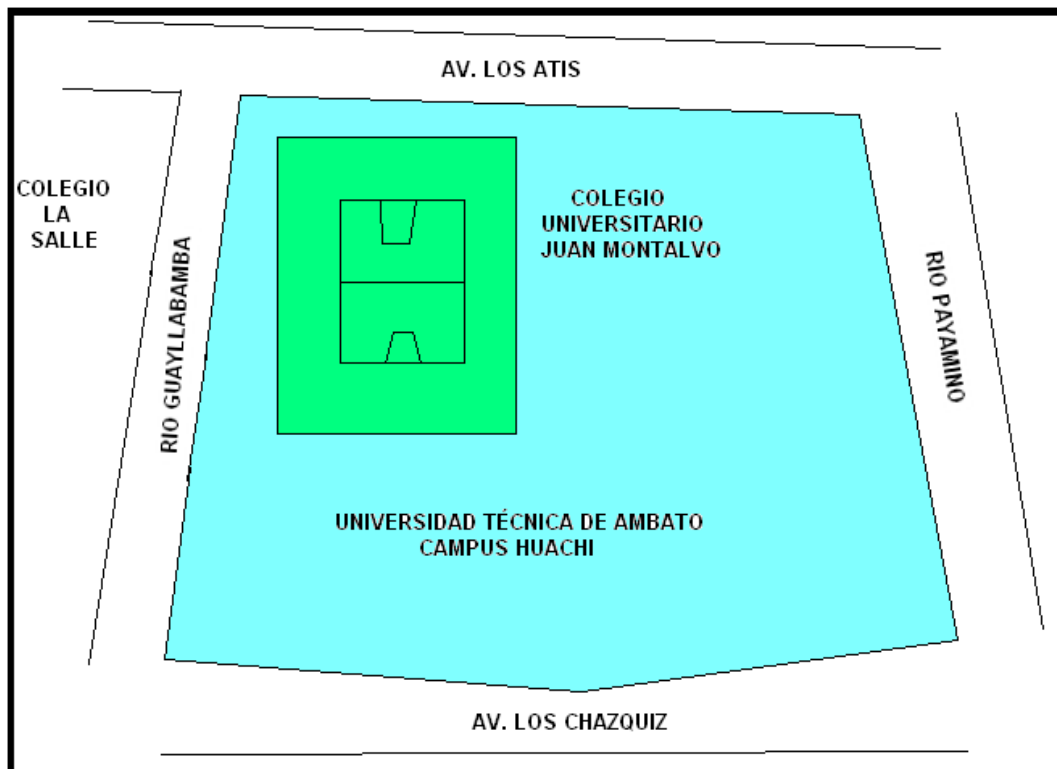 AV. LOS ATIS
COLEGIO
LA
SALLE
COLEGIO
UNIVERSITARIO
JUAN MONTALVO
RIO GUAYLLABAMBA
RIO PAYAMINO
UNIVERSIDAD TÉCNICA DE AMBATO
CAMPUS HUACHI
AV. LOS CHAZQUIZ